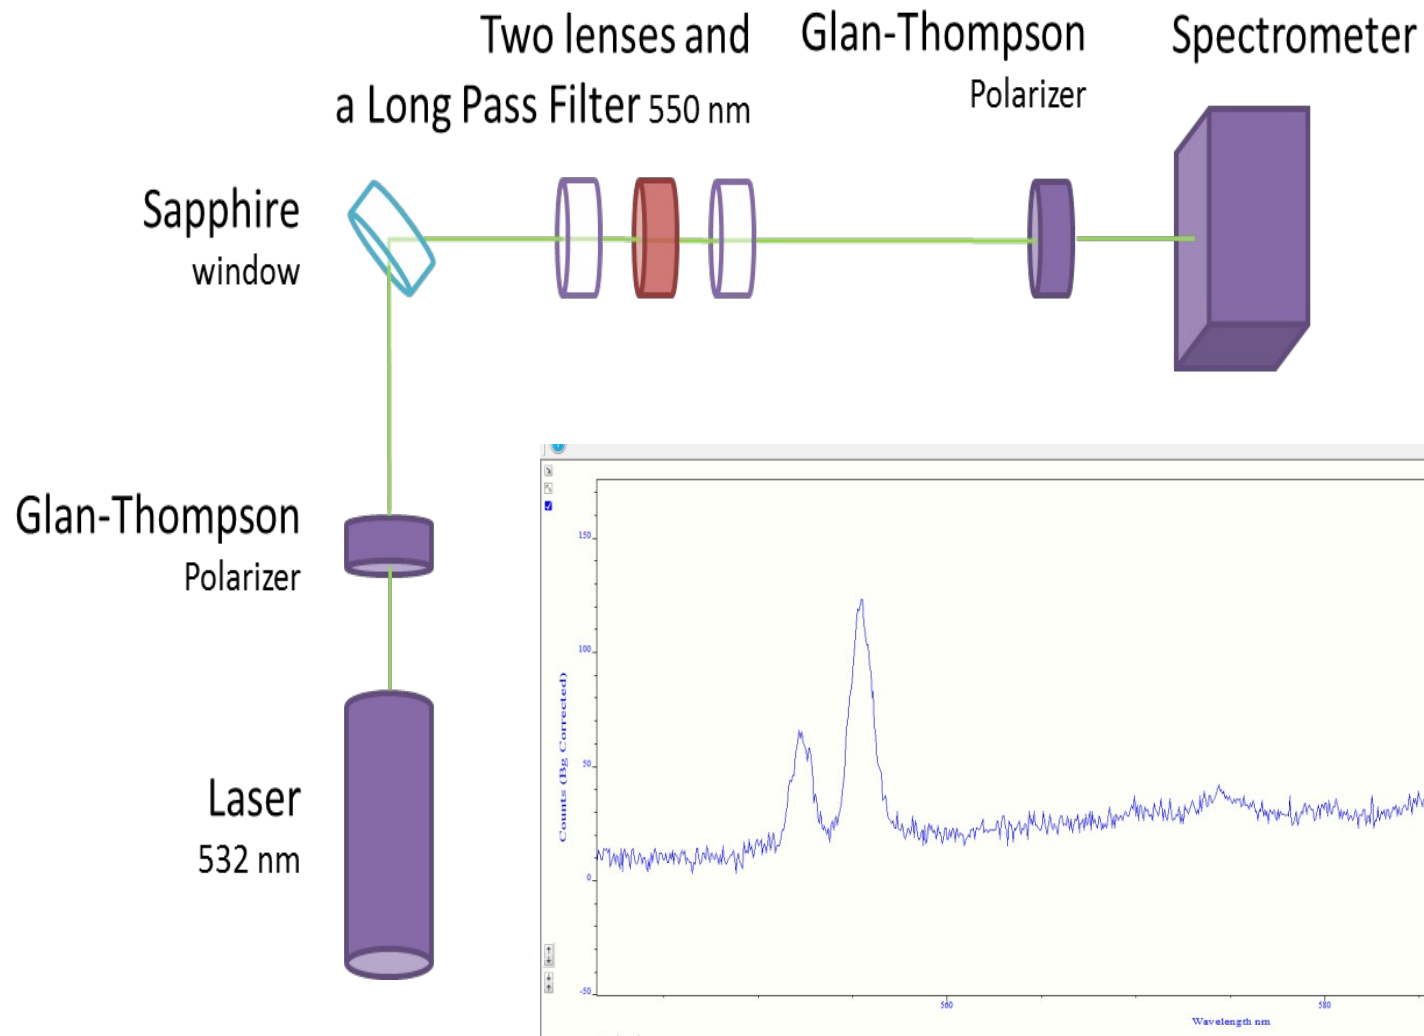 Two lenses and
a Long Pass Filter 550 nm
Glan-Thompson
Polarizer
Spectrometer
Sapphire
window
Glan-Thompson
Polarizer
Laser
532 nm
Counts (Bg Corrected)
150
100
50
0
-50
560
580
Wavelength nm